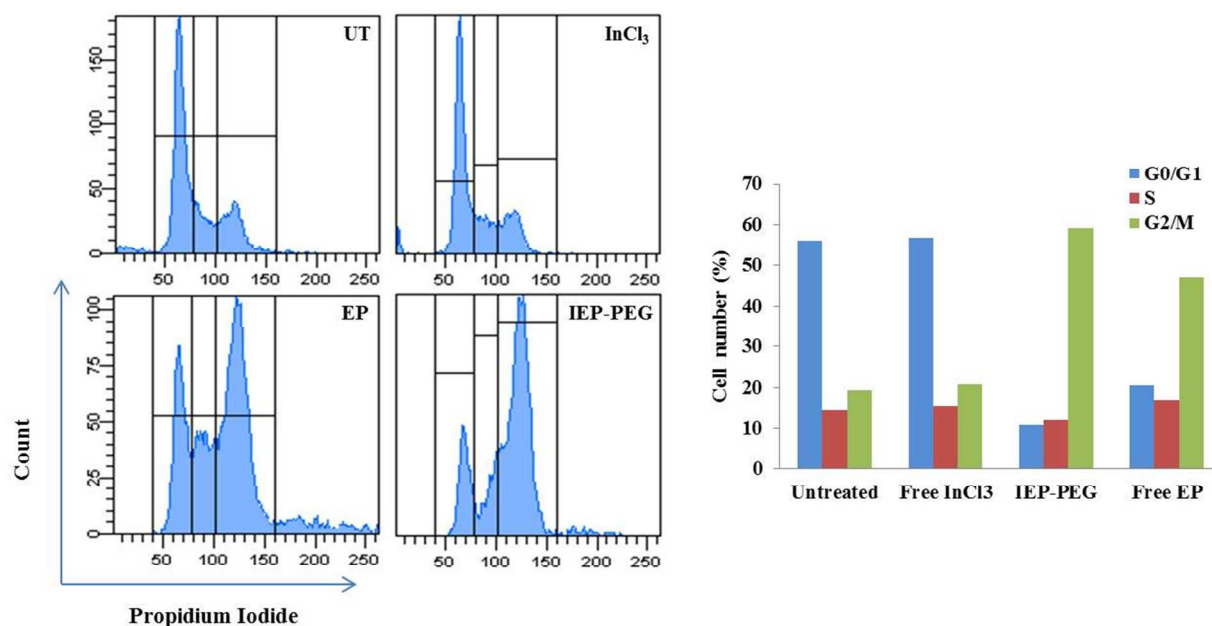 UT
InCl₃
150
100
50
0
50 100 150 200 250
50 100 150 200 250
EP
IEP-PEG
100
75
50
25
0
50 100 150 200 250
50 100 150 200 250
Count
Propidium Iodide
G0/G1
S
G2/M
Cell number (%)
70
60
50
40
30
20
10
0
Untreated Free InCl3 IEP-PEG Free EP